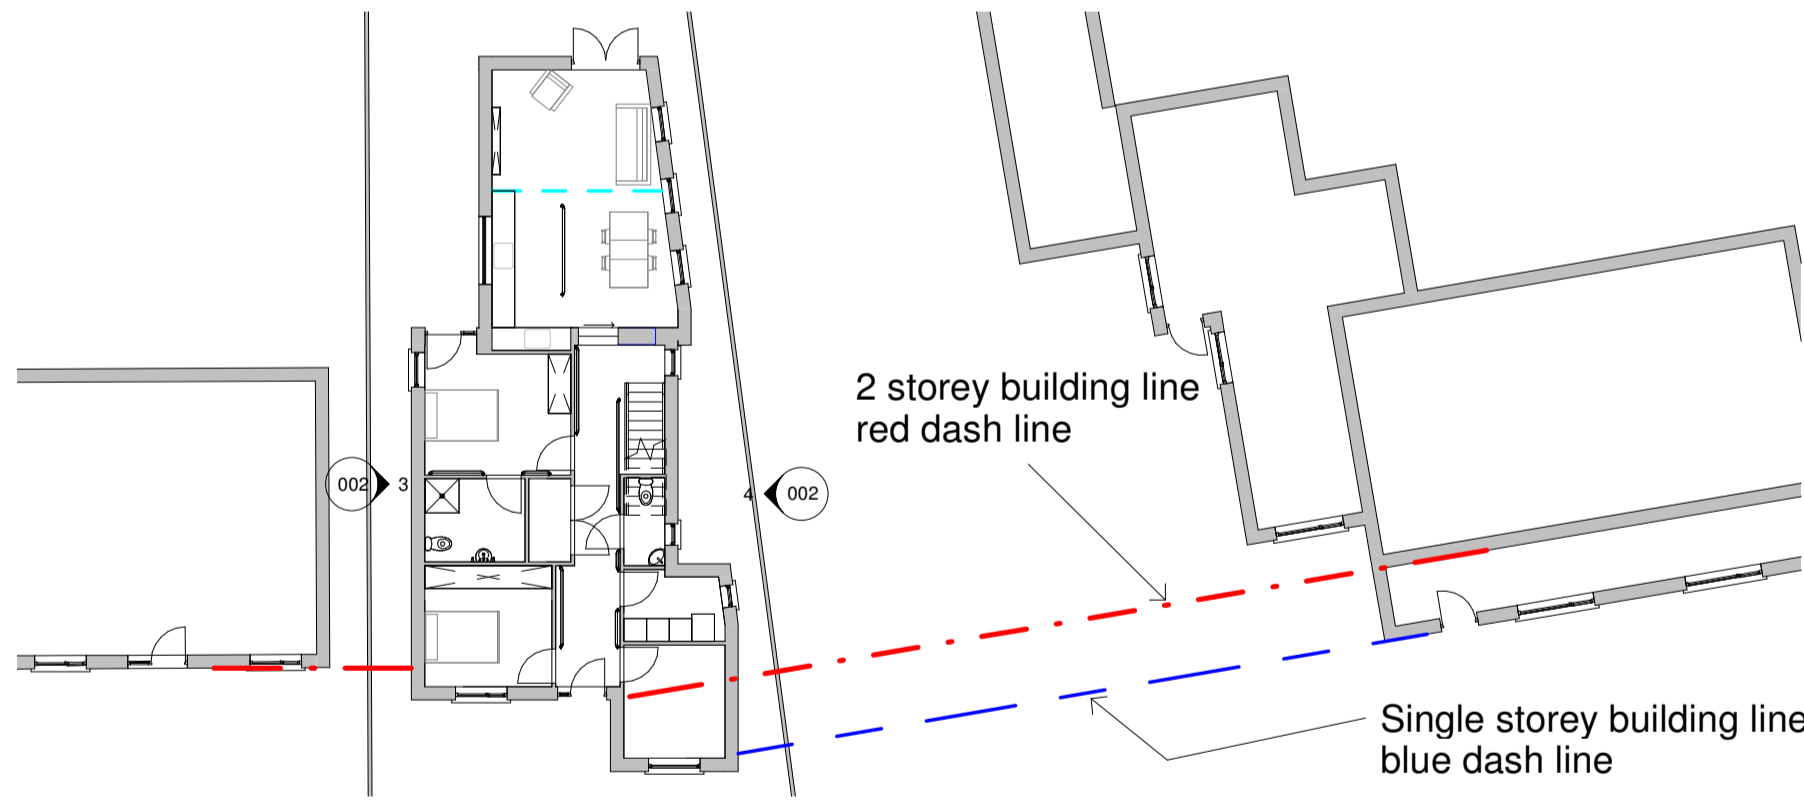 2 storey building line
red dash line
002
3
4
002
Single storey building line
blue dash line